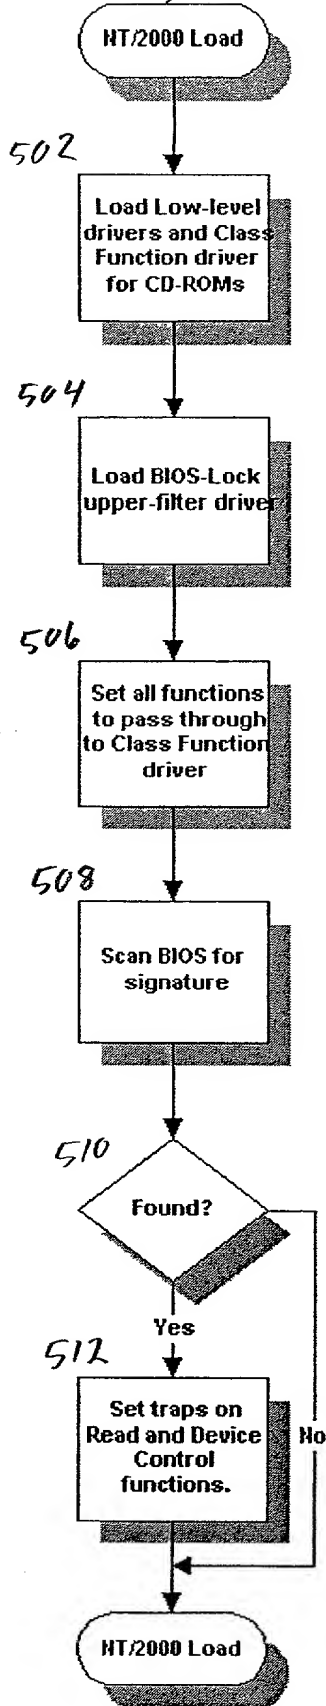 NT/2000 Load
502
Load Low-level
drivers and Class
Function driver
for CD-ROMs
504
Load BIOS-Lock
upper-filter driver
506
Set all functions
to pass through
to Class Function
driver
508
Scan BIOS for
signature
510
Found?
Yes
512
Set traps on
Read and Device
Control
functions.
No
NT/2000 Load